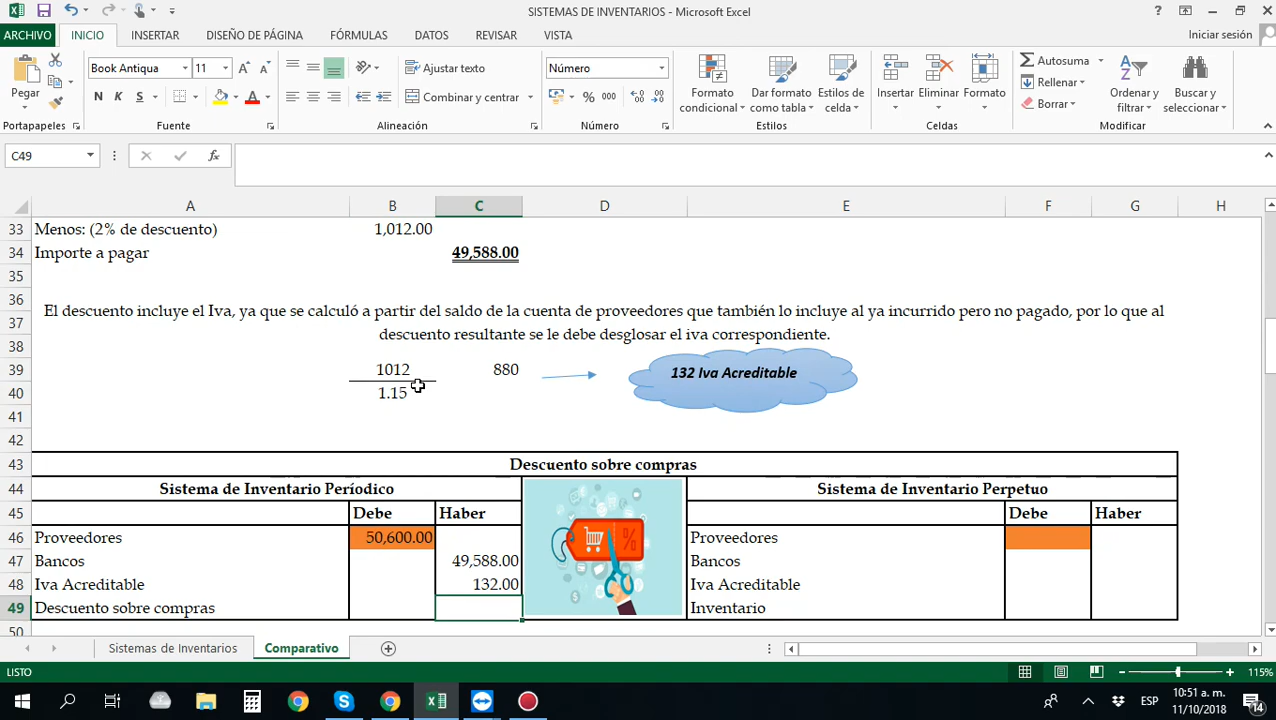 SISTEMAS DE INVENTARIOS - Microsoft Excel
ARCHIVO INICIO INSERTAR DISEÑO DE PÁGINA FÓRMULAS DATOS REVISAR VISTA Iniciar sesión
Pegar
Book Antiqua 11
N K S
Ajustar texto
Combinar y centrar
Número
% 000
Formato condicional
Dar formato como tabla
Estilos de celda
Insertar
Eliminar
Formato
Autosuma
Rellenar
Borrar
Ordenar y filtrar
Buscar y seleccionar
Portapapeles Fuente Alineación Número Estilos Celdas Modificar
C49 fx
A B C D E F G H
33 Menos: (2% de descuento) 1,012.00
34 Importe a pagar 49,588.00
35
36
El descuento incluye el Iva, ya que se calculó a partir del saldo de la cuenta de proveedores que también lo incluye al ya incurrido pero no pagado, por lo que al
37
descuento resultante se le debe desglosar el iva correspondiente.
38
39 1012 880 132 Iva Acreditable
40 1.15
41
42
43 Descuento sobre compras
44 Sistema de Inventario Períodico Sistema de Inventario Perpetuo
45 Debe Haber Debe Haber
46 Proveedores 50,600.00 Proveedores
47 Bancos 49,588.00 Bancos
48 Iva Acreditable 132.00 Iva Acreditable
49 Descuento sobre compras Inventario
50
Sistemas de Inventarios Comparativo
LISTO 115%
ESP 10:51 a. m.
11/10/2018 14